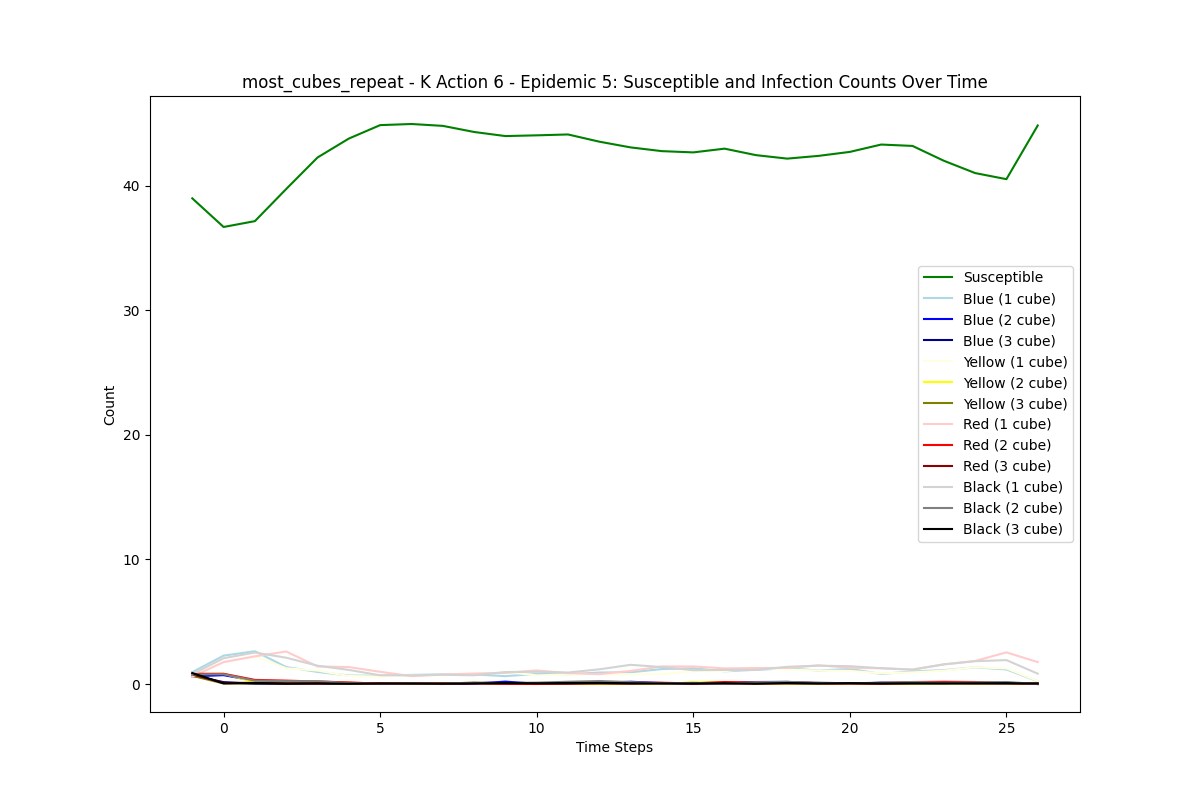 most_cubes_repeat - K Action 6 - Epidemic 5: Susceptible and Infection Counts Over Time
Count
40
30
20
10
0
Susceptible
Blue (1 cube)
Blue (2 cube)
Blue (3 cube)
Yellow (1 cube)
Yellow (2 cube)
Yellow (3 cube)
Red (1 cube)
Red (2 cube)
Red (3 cube)
Black (1 cube)
Black (2 cube)
Black (3 cube)
0 5 10 15 20 25
Time Steps